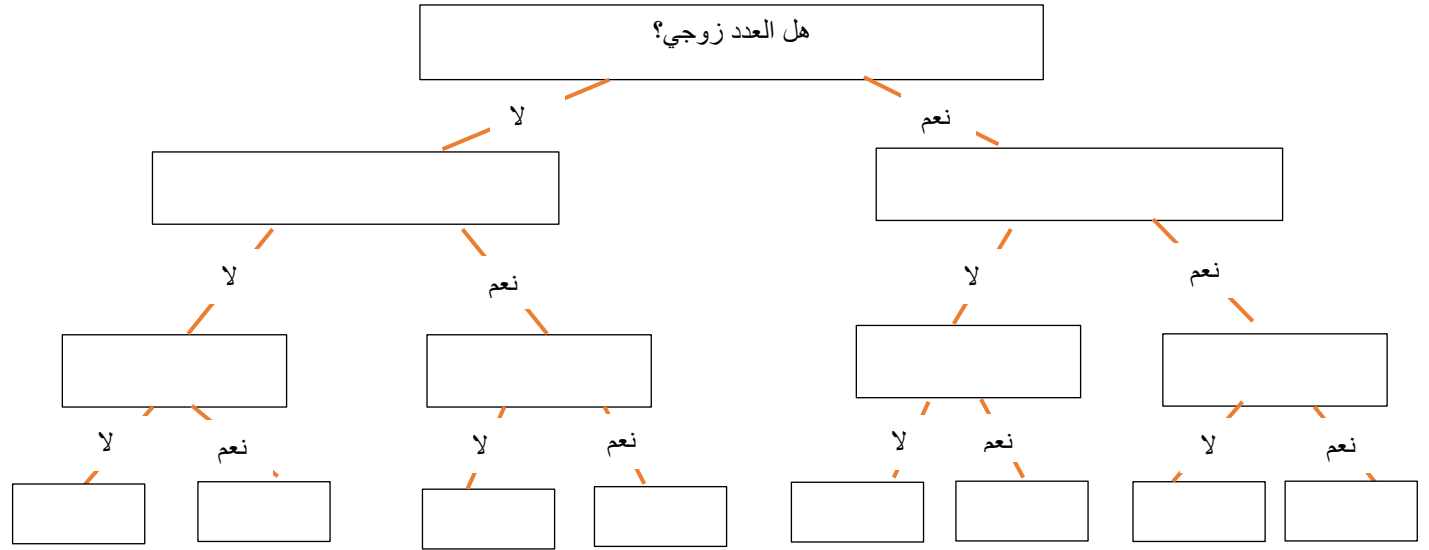 هل العدد زوجي؟
نعم
لا
نعم
لا
نعم
لا
نعم
لا
نعم
لا
نعم
لا
نعم
لا